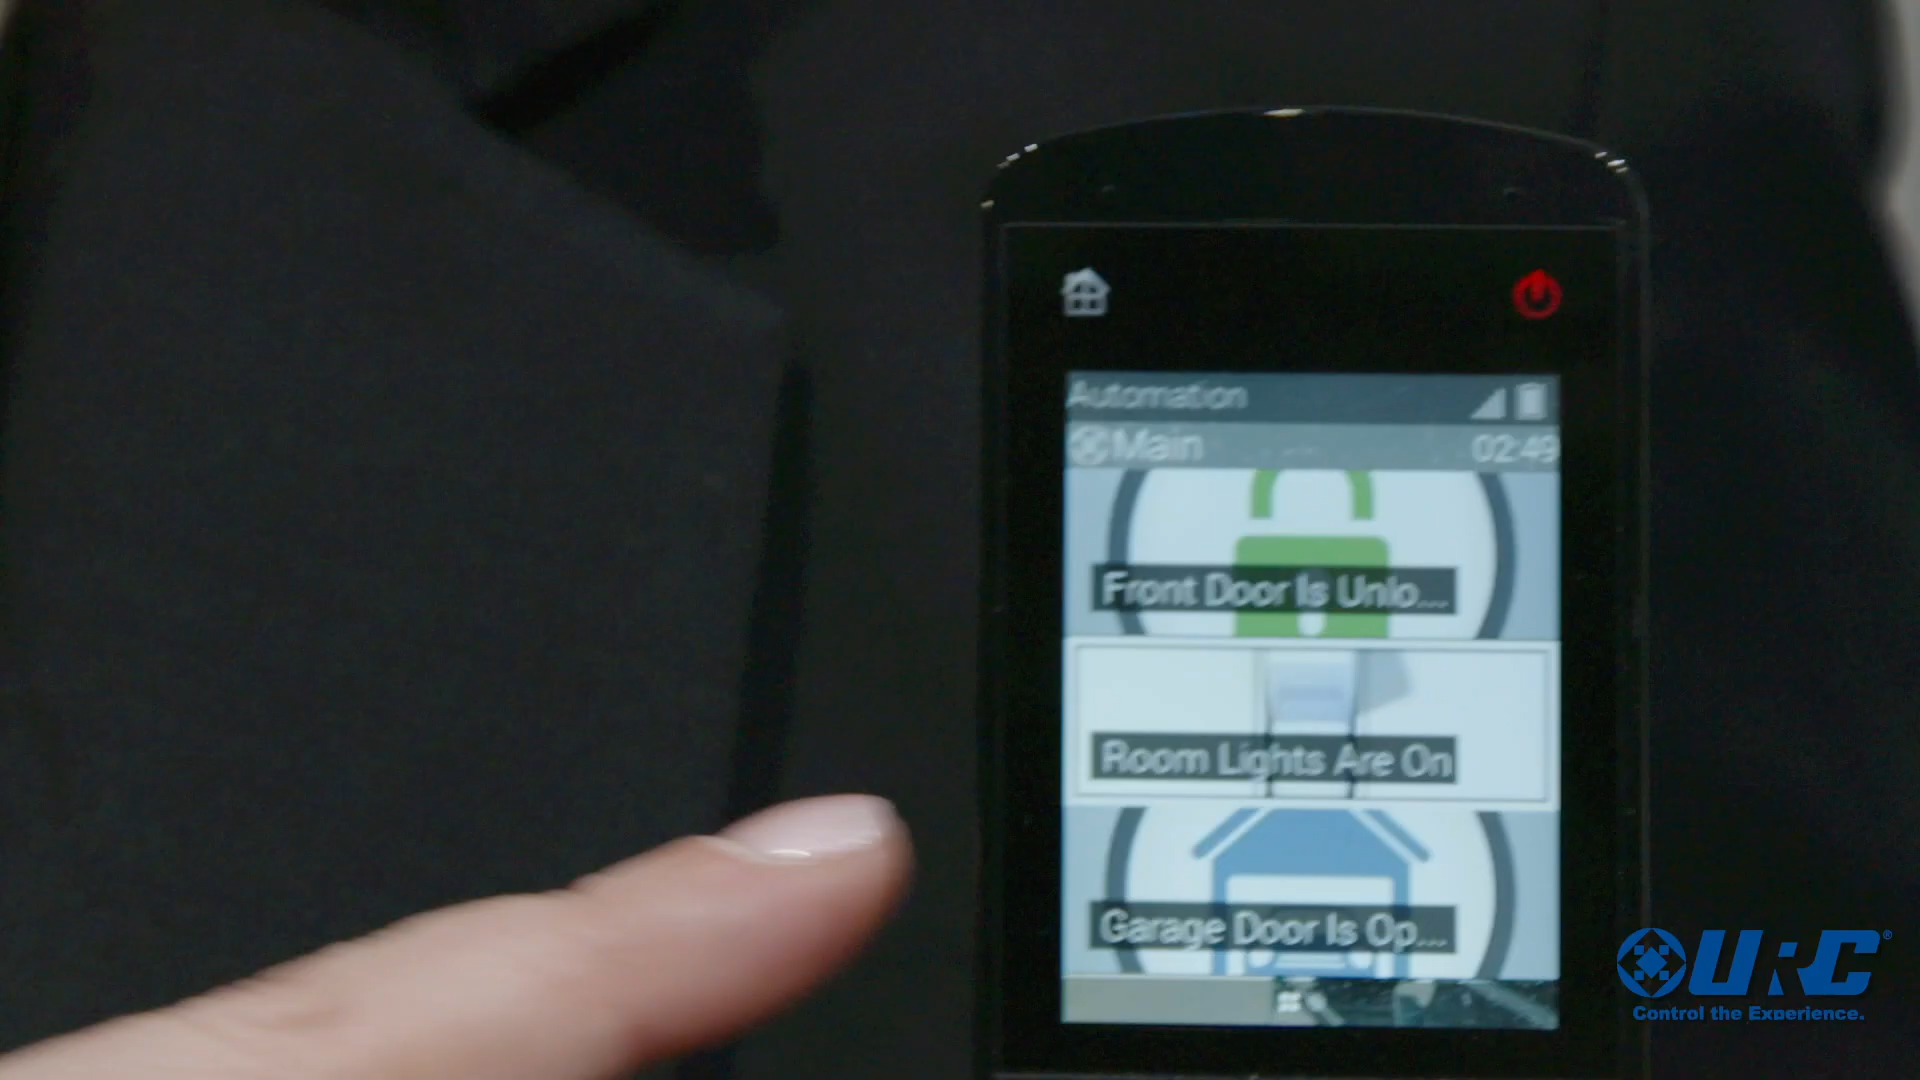 Automation
Main 02:49
Front Door Is Unlo...
Room Lights Are On
Garage Door Is Op...
URC®
Control the Experience.